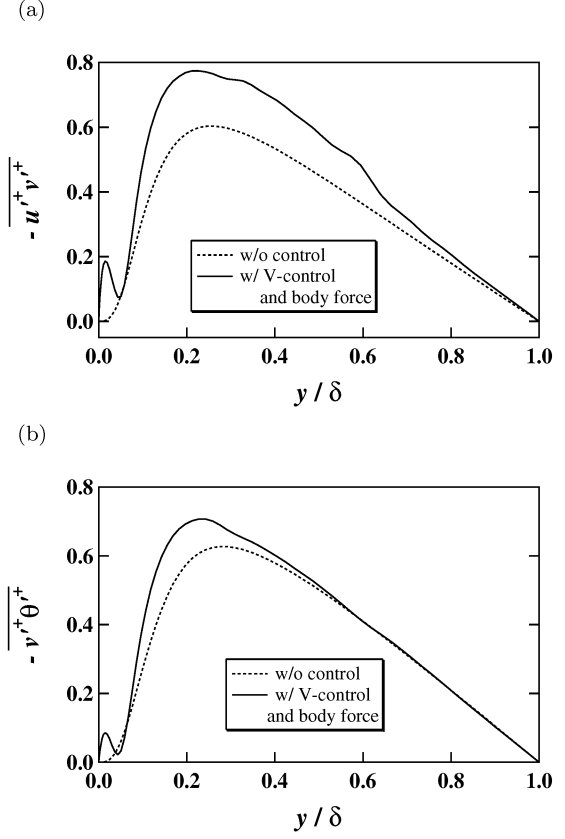 (a)
0.8
0.6
0.4
0.2
0.0
- u'⁺v'⁺
w/o control
w/ V-control
and body force
0.0 0.2 0.4 0.6 0.8 1.0
y / δ
(b)
0.8
0.6
0.4
0.2
0.0
- v'⁺θ'⁺
w/o control
w/ V-control
and body force
0.0 0.2 0.4 0.6 0.8 1.0
y / δ